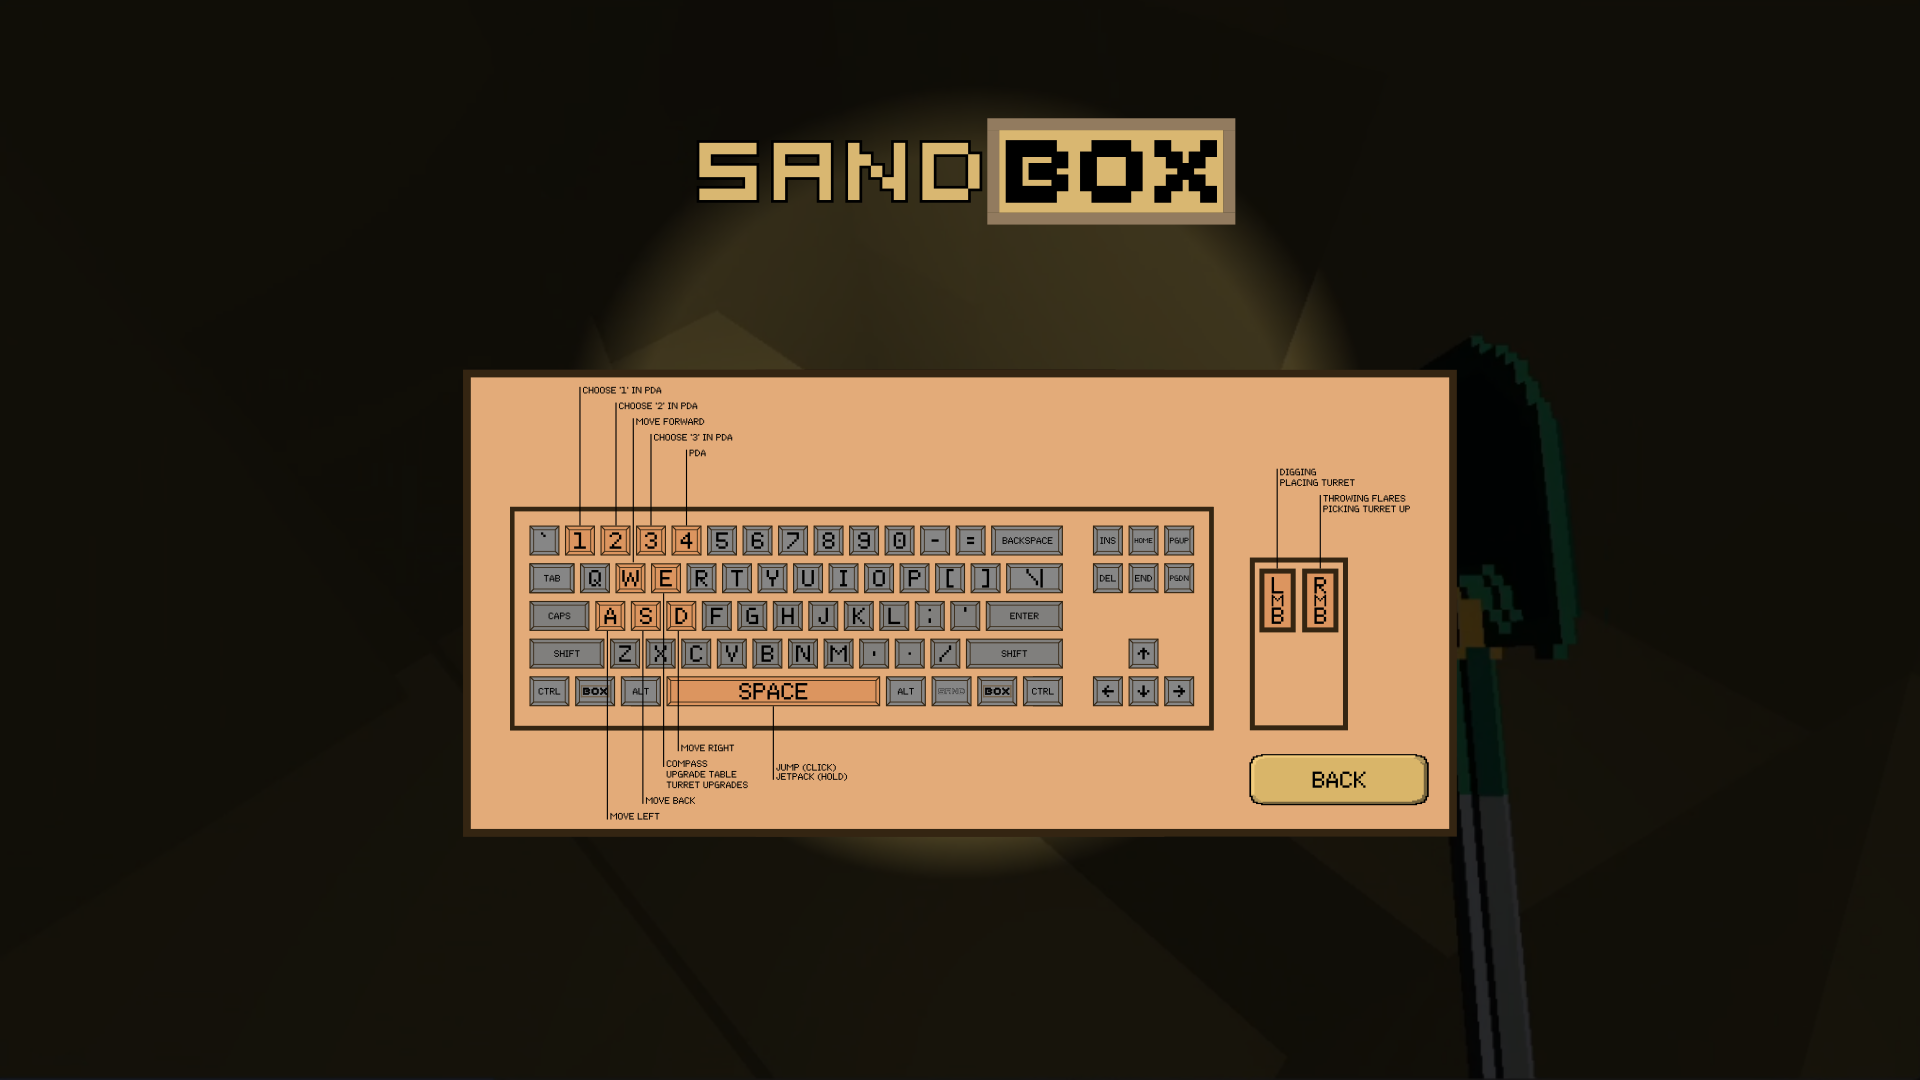 SANDBOX
CHOOSE '1' IN PDA
CHOOSE '2' IN PDA
MOVE FORWARD
CHOOSE '3' IN PDA
PDA
DIGGING
PLACING TURRET
THROWING FLARES
PICKING TURRET UP
` 1 2 3 4 5 6 7 8 9 0 - = BACKSPACE INS HOME PGUP
TAB Q W E R T Y U I O P [ ] \| DEL END PGDN
LMB RMB
CAPS A S D F G H J K L ; ' ENTER
SHIFT Z X C V B N M , . / SHIFT ↑
CTRL BOX ALT SPACE ALT SAND BOX CTRL ← ↓ →
MOVE RIGHT
COMPASS
UPGRADE TABLE
TURRET UPGRADES
JUMP (CLICK)
JETPACK (HOLD)
MOVE BACK
MOVE LEFT
BACK